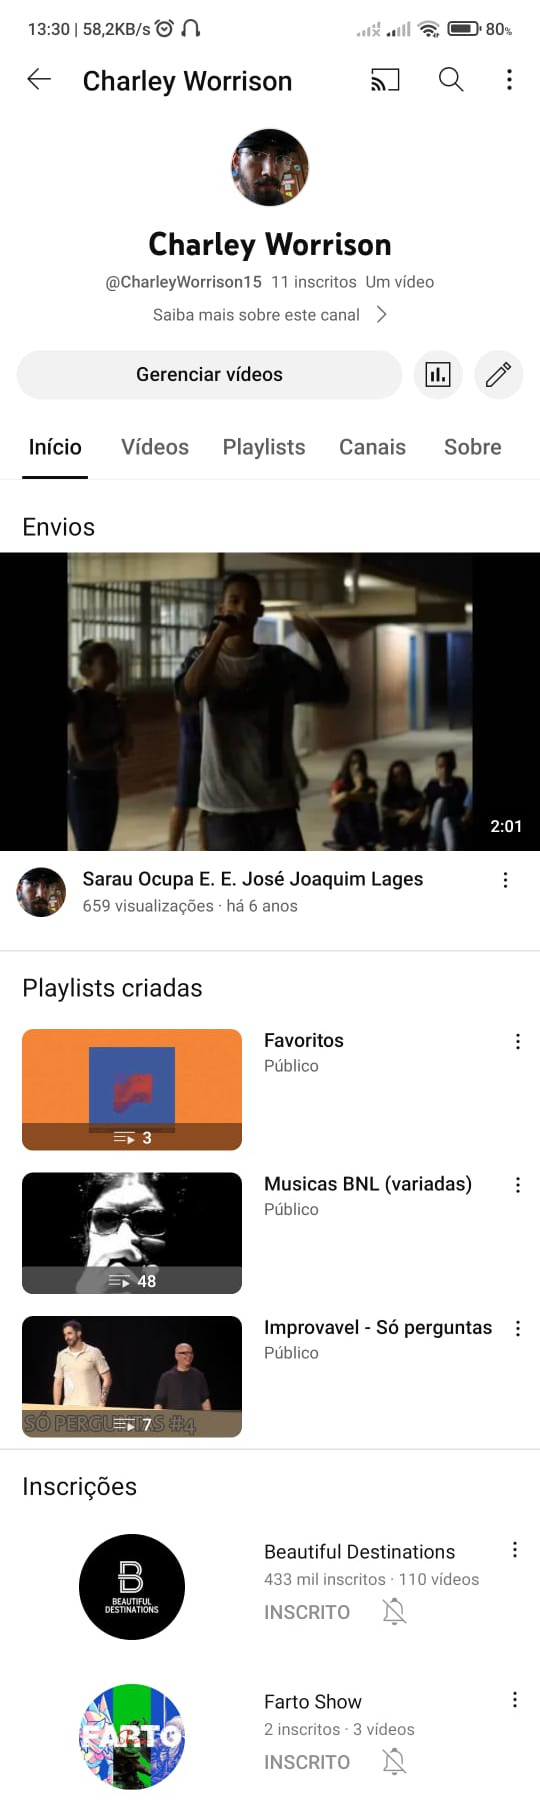 13:30 | 58,2KB/s
80%
Charley Worrison
Charley Worrison
@CharleyWorrison15 11 inscritos Um vídeo
Saiba mais sobre este canal
Gerenciar vídeos
Início Vídeos Playlists Canais Sobre
Envios
2:01
Sarau Ocupa E. E. José Joaquim Lages
659 visualizações · há 6 anos
Playlists criadas
3
Favoritos
Público
48
Musicas BNL (variadas)
Público
SÓ PERGUNTAS #4
7
Improvavel - Só perguntas
Público
Inscrições
B
BEAUTIFUL
DESTINATIONS
Beautiful Destinations
433 mil inscritos · 110 vídeos
INSCRITO
FARTO
Farto Show
2 inscritos · 3 vídeos
INSCRITO